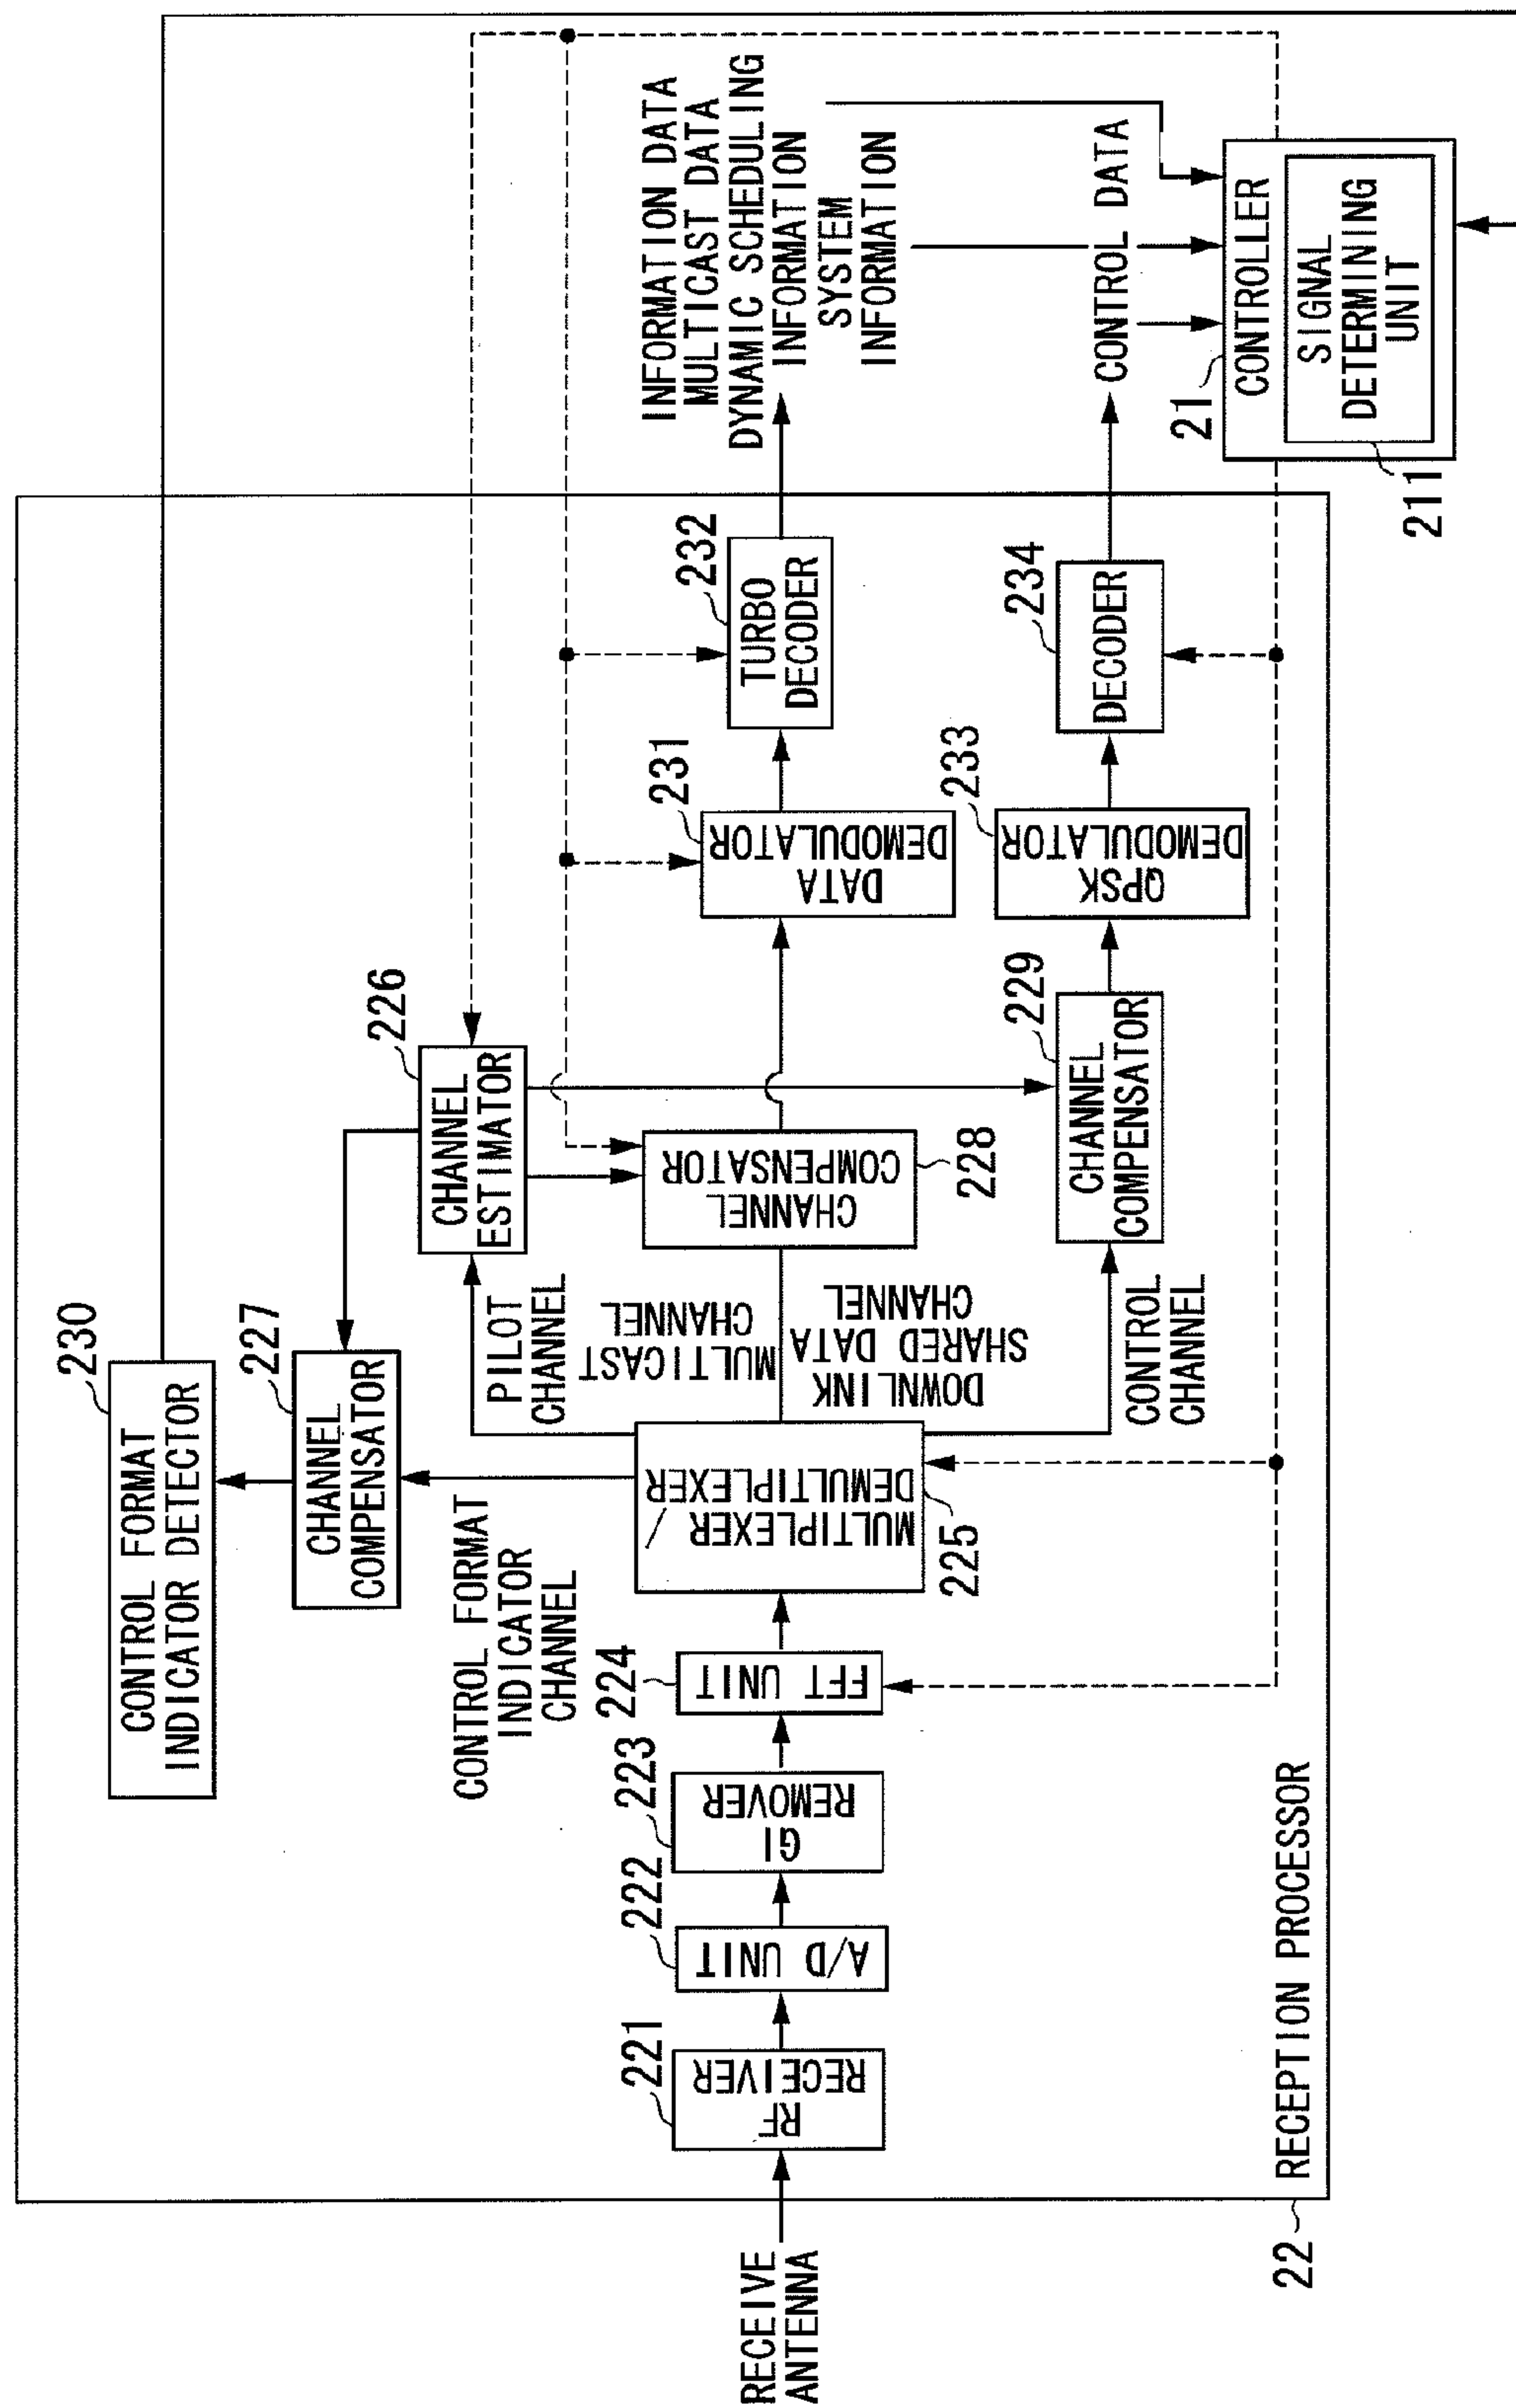 RECEIVE
ANTENNA
22
RECEPTION PROCESSOR
221
RF
RECEIVER
222
A/D UNIT
223
GI
REMOVER
224
FFT UNIT
225
MULTIPLEXER/
DEMULTIPLEXER
CONTROL FORMAT
INDICATOR
CHANNEL
PILOT
CHANNEL
MULTICAST
CHANNEL
DOWNLINK
SHARED DATA
CHANNEL
CONTROL
CHANNEL
230
CONTROL FORMAT
INDICATOR DETECTOR
227
CHANNEL
COMPENSATOR
226
CHANNEL
ESTIMATOR
228
CHANNEL
COMPENSATOR
229
CHANNEL
COMPENSATOR
231
DATA
DEMODULATOR
232
TURBO
DECODER
233
QPSK
DEMODULATOR
234
DECODER
INFORMATION DATA
MULTICAST DATA
DYNAMIC SCHEDULING
INFORMATION
SYSTEM
INFORMATION
CONTROL DATA
21
CONTROLLER
SIGNAL
DETERMINING
UNIT
211